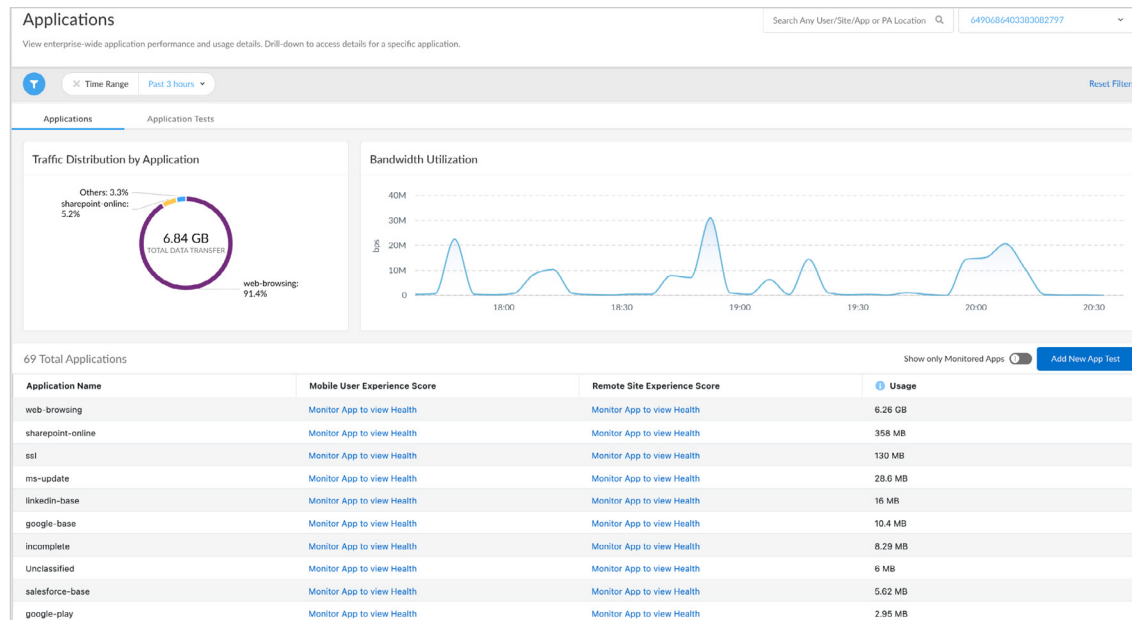 Applications
Search Any User/Site/App or PA Location
6490686403383082797
View enterprise-wide application performance and usage details. Drill-down to access details for a specific application.
Time Range Past 3 hours
Reset Filters
Applications Application Tests
Traffic Distribution by Application
Others: 3.3%
sharepoint-online:
5.2%
6.84 GB
TOTAL DATA TRANSFER
web-browsing:
91.4%
Bandwidth Utilization
40M
30M
20M
10M
0
bps
18:00 18:30 19:00 19:30 20:00 20:30
69 Total Applications
Show only Monitored Apps
Add New App Test
Application Name Mobile User Experience Score Remote Site Experience Score Usage
web-browsing Monitor App to view Health Monitor App to view Health 6.26 GB
sharepoint-online Monitor App to view Health Monitor App to view Health 358 MB
ssl Monitor App to view Health Monitor App to view Health 130 MB
ms-update Monitor App to view Health Monitor App to view Health 28.6 MB
linkedin-base Monitor App to view Health Monitor App to view Health 16 MB
google-base Monitor App to view Health Monitor App to view Health 10.4 MB
incomplete Monitor App to view Health Monitor App to view Health 8.29 MB
Unclassified Monitor App to view Health Monitor App to view Health 6 MB
salesforce-base Monitor App to view Health Monitor App to view Health 5.62 MB
google-play Monitor App to view Health Monitor App to view Health 2.95 MB